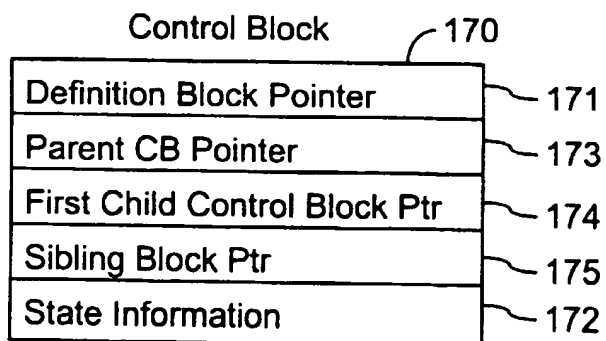 Control Block 170
Definition Block Pointer 171
Parent CB Pointer 173
First Child Control Block Ptr 174
Sibling Block Ptr 175
State Information 172